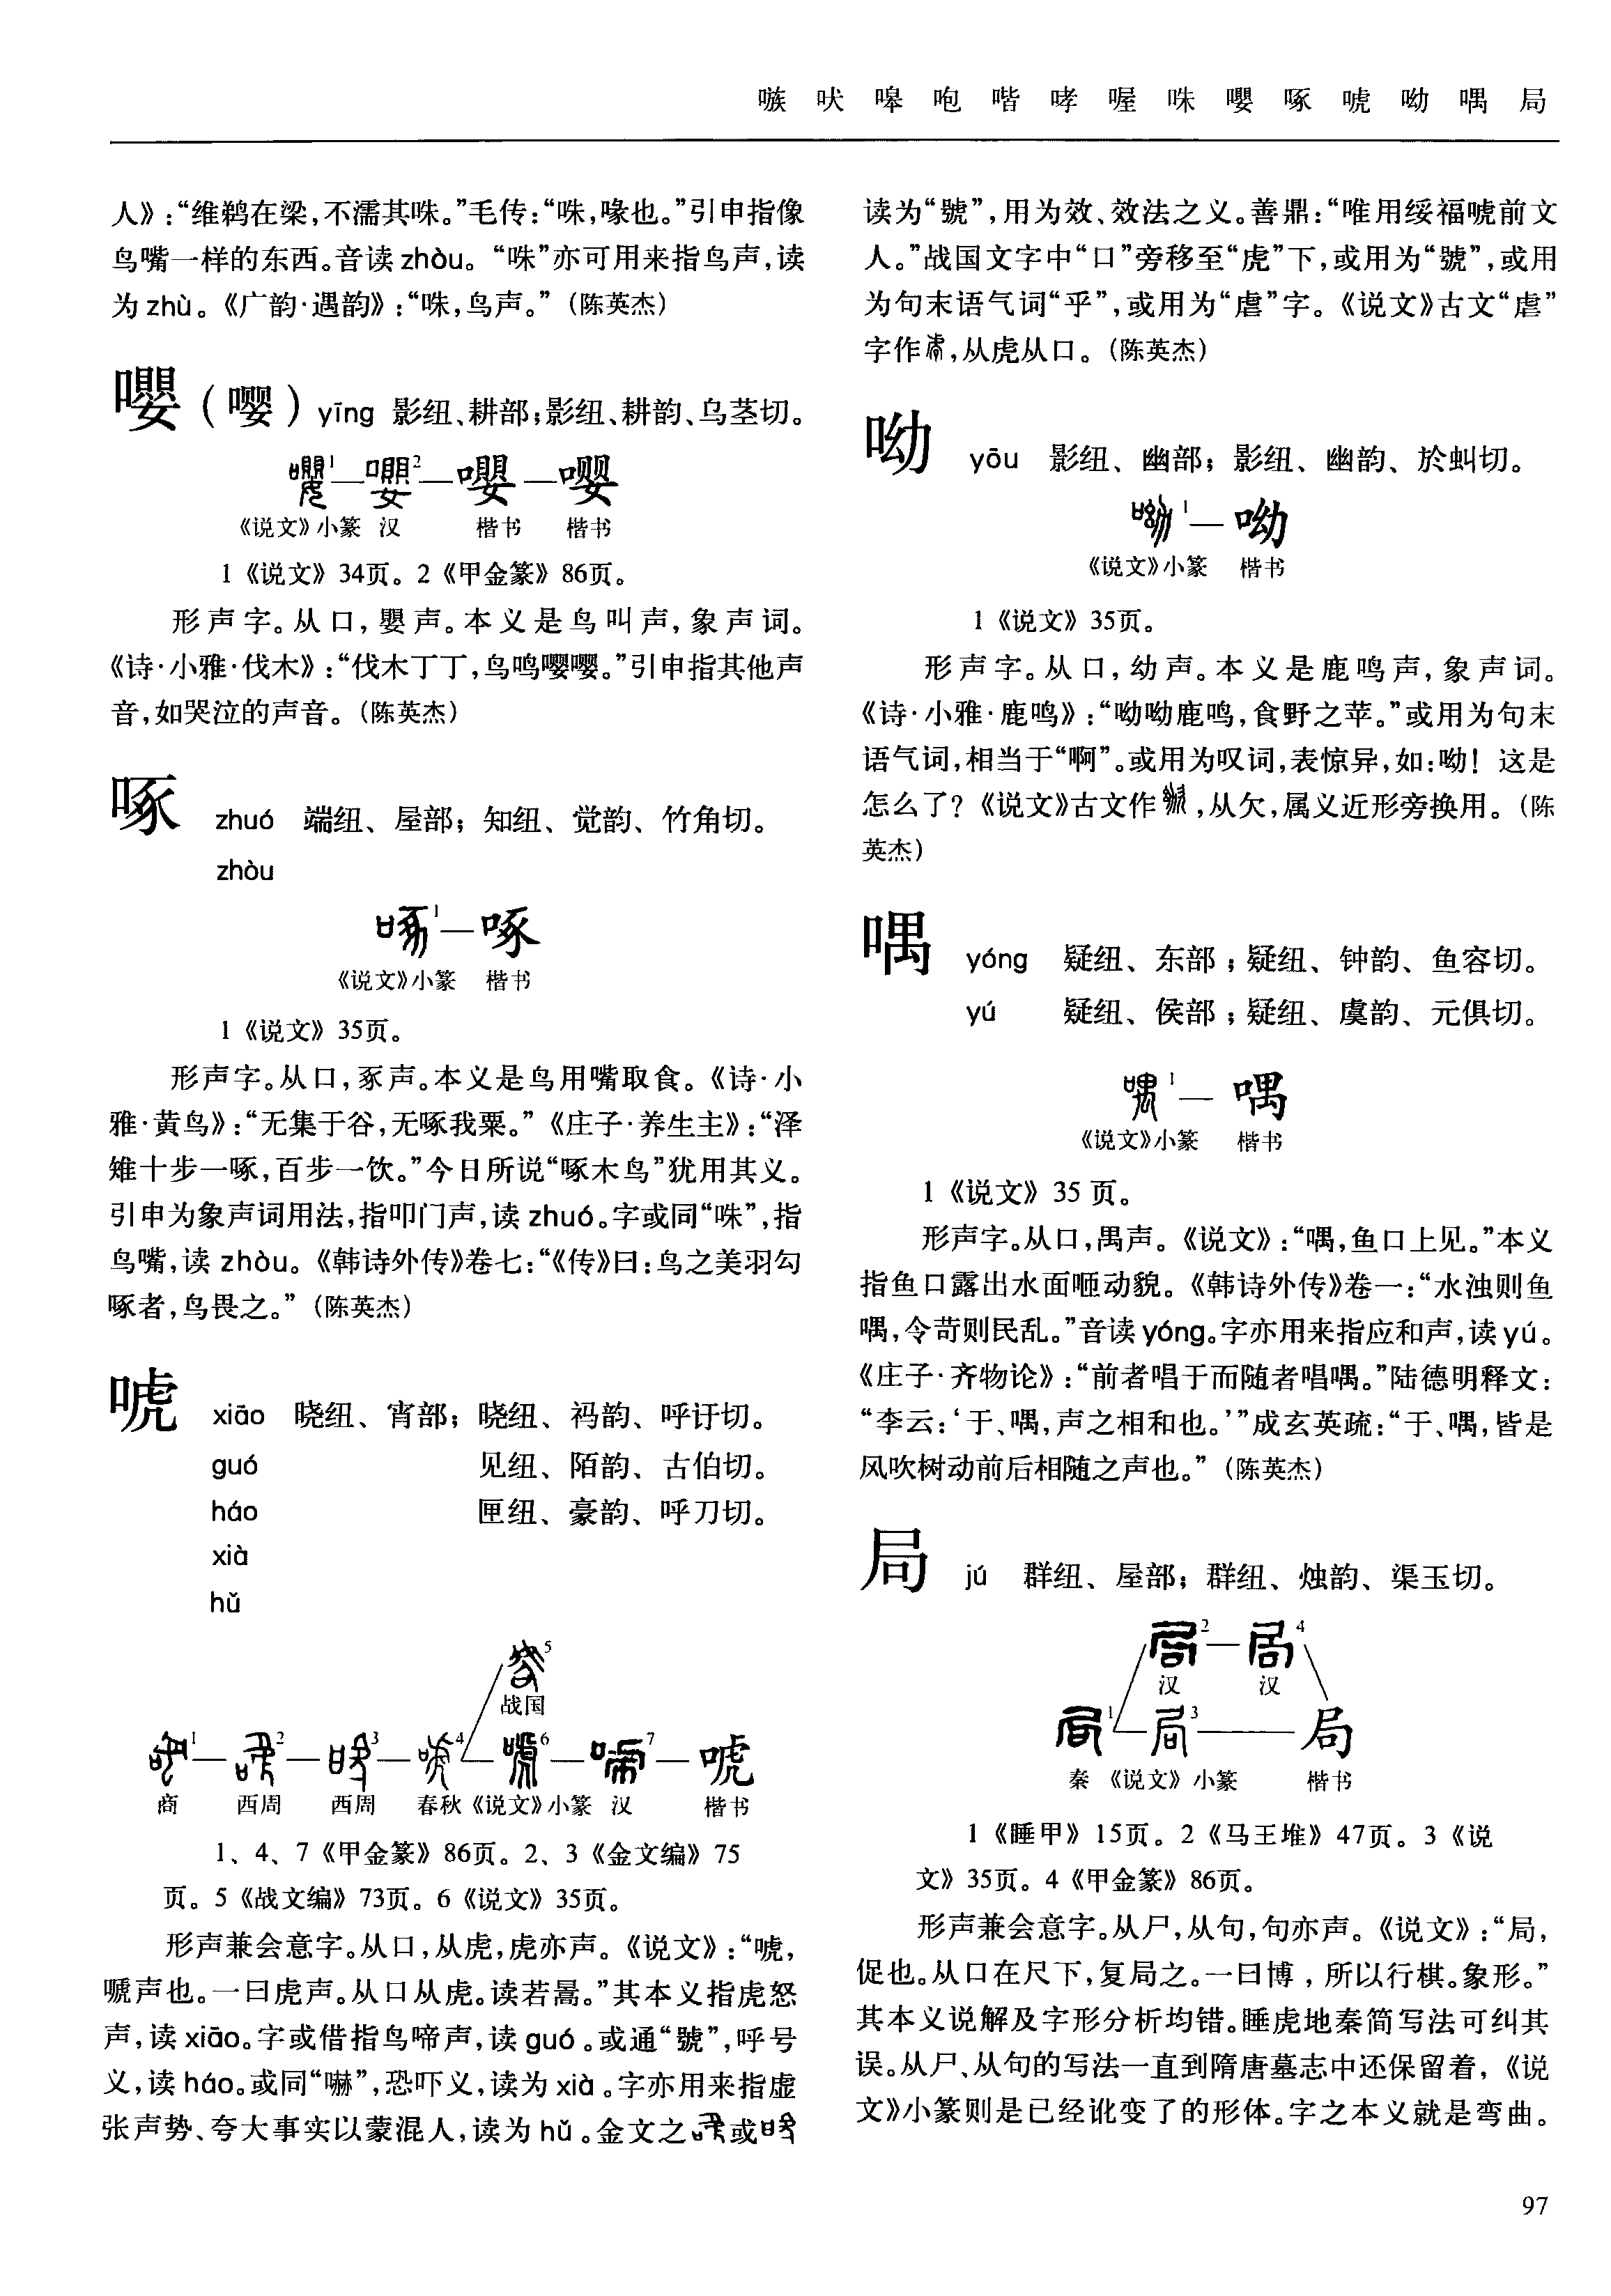 嗾 吠 嘷 咆 喈 哮 喔 咮 嚶 啄 唬 呦 喁 局
人》:“维鹈在梁,不濡其咮。”毛传:“咮,喙也。”引申指像
鸟嘴一样的东西。音读 zhòu。“咮”亦可用来指鸟声,读
为 zhù。《广韵·遇韵》:“咮,鸟声。”(陈英杰)
嚶(嘤)yīng 影纽、耕部;影纽、耕韵、乌茎切。
1—2—嚶—嘤
《说文》小篆 汉 楷书 楷书
1《说文》34页。2《甲金篆》86页。
形声字。从口,嬰声。本义是鸟叫声,象声词。
《诗·小雅·伐木》:“伐木丁丁,鸟鸣嘤嘤。”引申指其他声
音,如哭泣的声音。(陈英杰)
啄 zhuó 端纽、屋部;知纽、觉韵、竹角切。
zhòu
1—啄
《说文》小篆 楷书
1《说文》35页。
形声字。从口,豖声。本义是鸟用嘴取食。《诗·小
雅·黄鸟》:“无集于谷,无啄我粟。”《庄子·养生主》:“泽
雉十步一啄,百步一饮。”今日所说“啄木鸟”犹用其义。
引申为象声词用法,指叩门声,读 zhuó。字或同“咮”,指
鸟嘴,读 zhòu。《韩诗外传》卷七:“《传》曰:鸟之美羽勾
啄者,鸟畏之。”(陈英杰)
唬 xiāo 晓纽、宵部;晓纽、祃韵、呼讶切。
guó 见纽、陌韵、古伯切。
háo 匣纽、豪韵、呼刀切。
xià
hǔ
5
战国
1—2—3—4—6—7—唬
商 西周 西周 春秋 《说文》小篆 汉 楷书
1、4、7《甲金篆》86页。2、3《金文编》75
页。5《战文编》73页。6《说文》35页。
形声兼会意字。从口,从虎,虎亦声。《说文》:“唬,
嗁声也。一曰虎声。从口从虎。读若暠。”其本义指虎怒
声,读 xiāo。字或借指鸟啼声,读 guó。或通“號”,呼号
义,读 háo。或同“嚇”,恐吓义,读为 xià。字亦用来指虚
张声势、夸大事实以蒙混人,读为 hǔ。金文之或
读为“號”,用为效、效法之义。善鼎:“唯用绥福唬前文
人。”战国文字中“口”旁移至“虎”下,或用为“號”,或用
为句末语气词“乎”,或用为“虐”字。《说文》古文“虐”
字作,从虎从口。(陈英杰)
呦 yōu 影纽、幽部;影纽、幽韵、於虯切。
1—呦
《说文》小篆 楷书
1《说文》35页。
形声字。从口,幼声。本义是鹿鸣声,象声词。
《诗·小雅·鹿鸣》:“呦呦鹿鸣,食野之苹。”或用为句末
语气词,相当于“啊”。或用为叹词,表惊异,如:呦!这是
怎么了?《说文》古文作,从欠,属义近形旁换用。(陈
英杰)
喁 yóng 疑纽、东部;疑纽、钟韵、鱼容切。
yú 疑纽、侯部;疑纽、虞韵、元俱切。
1—喁
《说文》小篆 楷书
1《说文》35 页。
形声字。从口,禺声。《说文》:“喁,鱼口上见。”本义
指鱼口露出水面咂动貌。《韩诗外传》卷一:“水浊则鱼
喁,令苛则民乱。”音读 yóng。字亦用来指应和声,读 yú。
《庄子·齐物论》:“前者唱于而随者唱喁。”陆德明释文:
“李云:‘于、喁,声之相和也。’”成玄英疏:“于、喁,皆是
风吹树动前后相随之声也。”(陈英杰)
局 jú 群纽、屋部;群纽、烛韵、渠玉切。
2—4
汉 汉
1—3—局
秦 《说文》小篆 楷书
1《睡甲》15页。2《马王堆》47页。3《说
文》35页。4《甲金篆》86页。
形声兼会意字。从尸,从句,句亦声。《说文》:“局,
促也。从口在尺下,复局之。一曰博,所以行棋。象形。”
其本义说解及字形分析均错。睡虎地秦简写法可纠其
误。从尸、从句的写法一直到隋唐墓志中还保留着,《说
文》小篆则是已经讹变了的形体。字之本义就是弯曲。
97